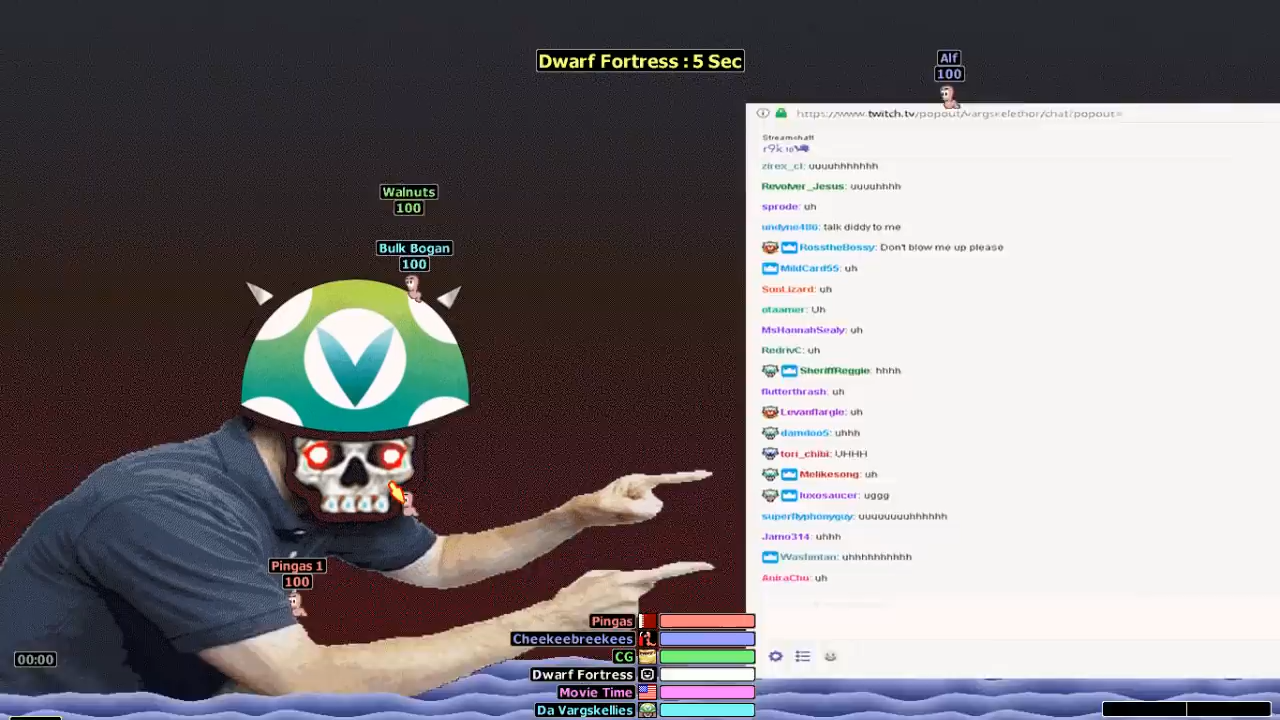 Dwarf Fortress : 5 Sec
Alf
100
https://www.twitch.tv/popout/vargskelethor/chat?popout=
r9k
zirex_cl: uuuuhhhhhhh
Revolver_Jesus: uuuuhhhh
sprode: uh
undyne486: talk diddy to me
RosstheBossy: Don't blow me up please
MildCard55: uh
SunLizard: uh
otaamer: Uh
MsHannahSealy: uh
RedrivC: uh
SheriffReggie: hhhh
flutterthrash: uh
Levanflargle: uh
damdoo5: uhhh
tori_chibi: UHHH
Melikesong: uh
luxosaucer: uggg
superflyphonyguy: uuuuuuuuhhhhhh
Jamo314: uhhh
uhhhhhhhhhh
AniraChu: uh
Walnuts
100
Bulk Bogan
100
Pingas 1
100
Pingas
Cheekeebreekees
CG
Dwarf Fortress
Movie Time
Da Vargskellies
00:00